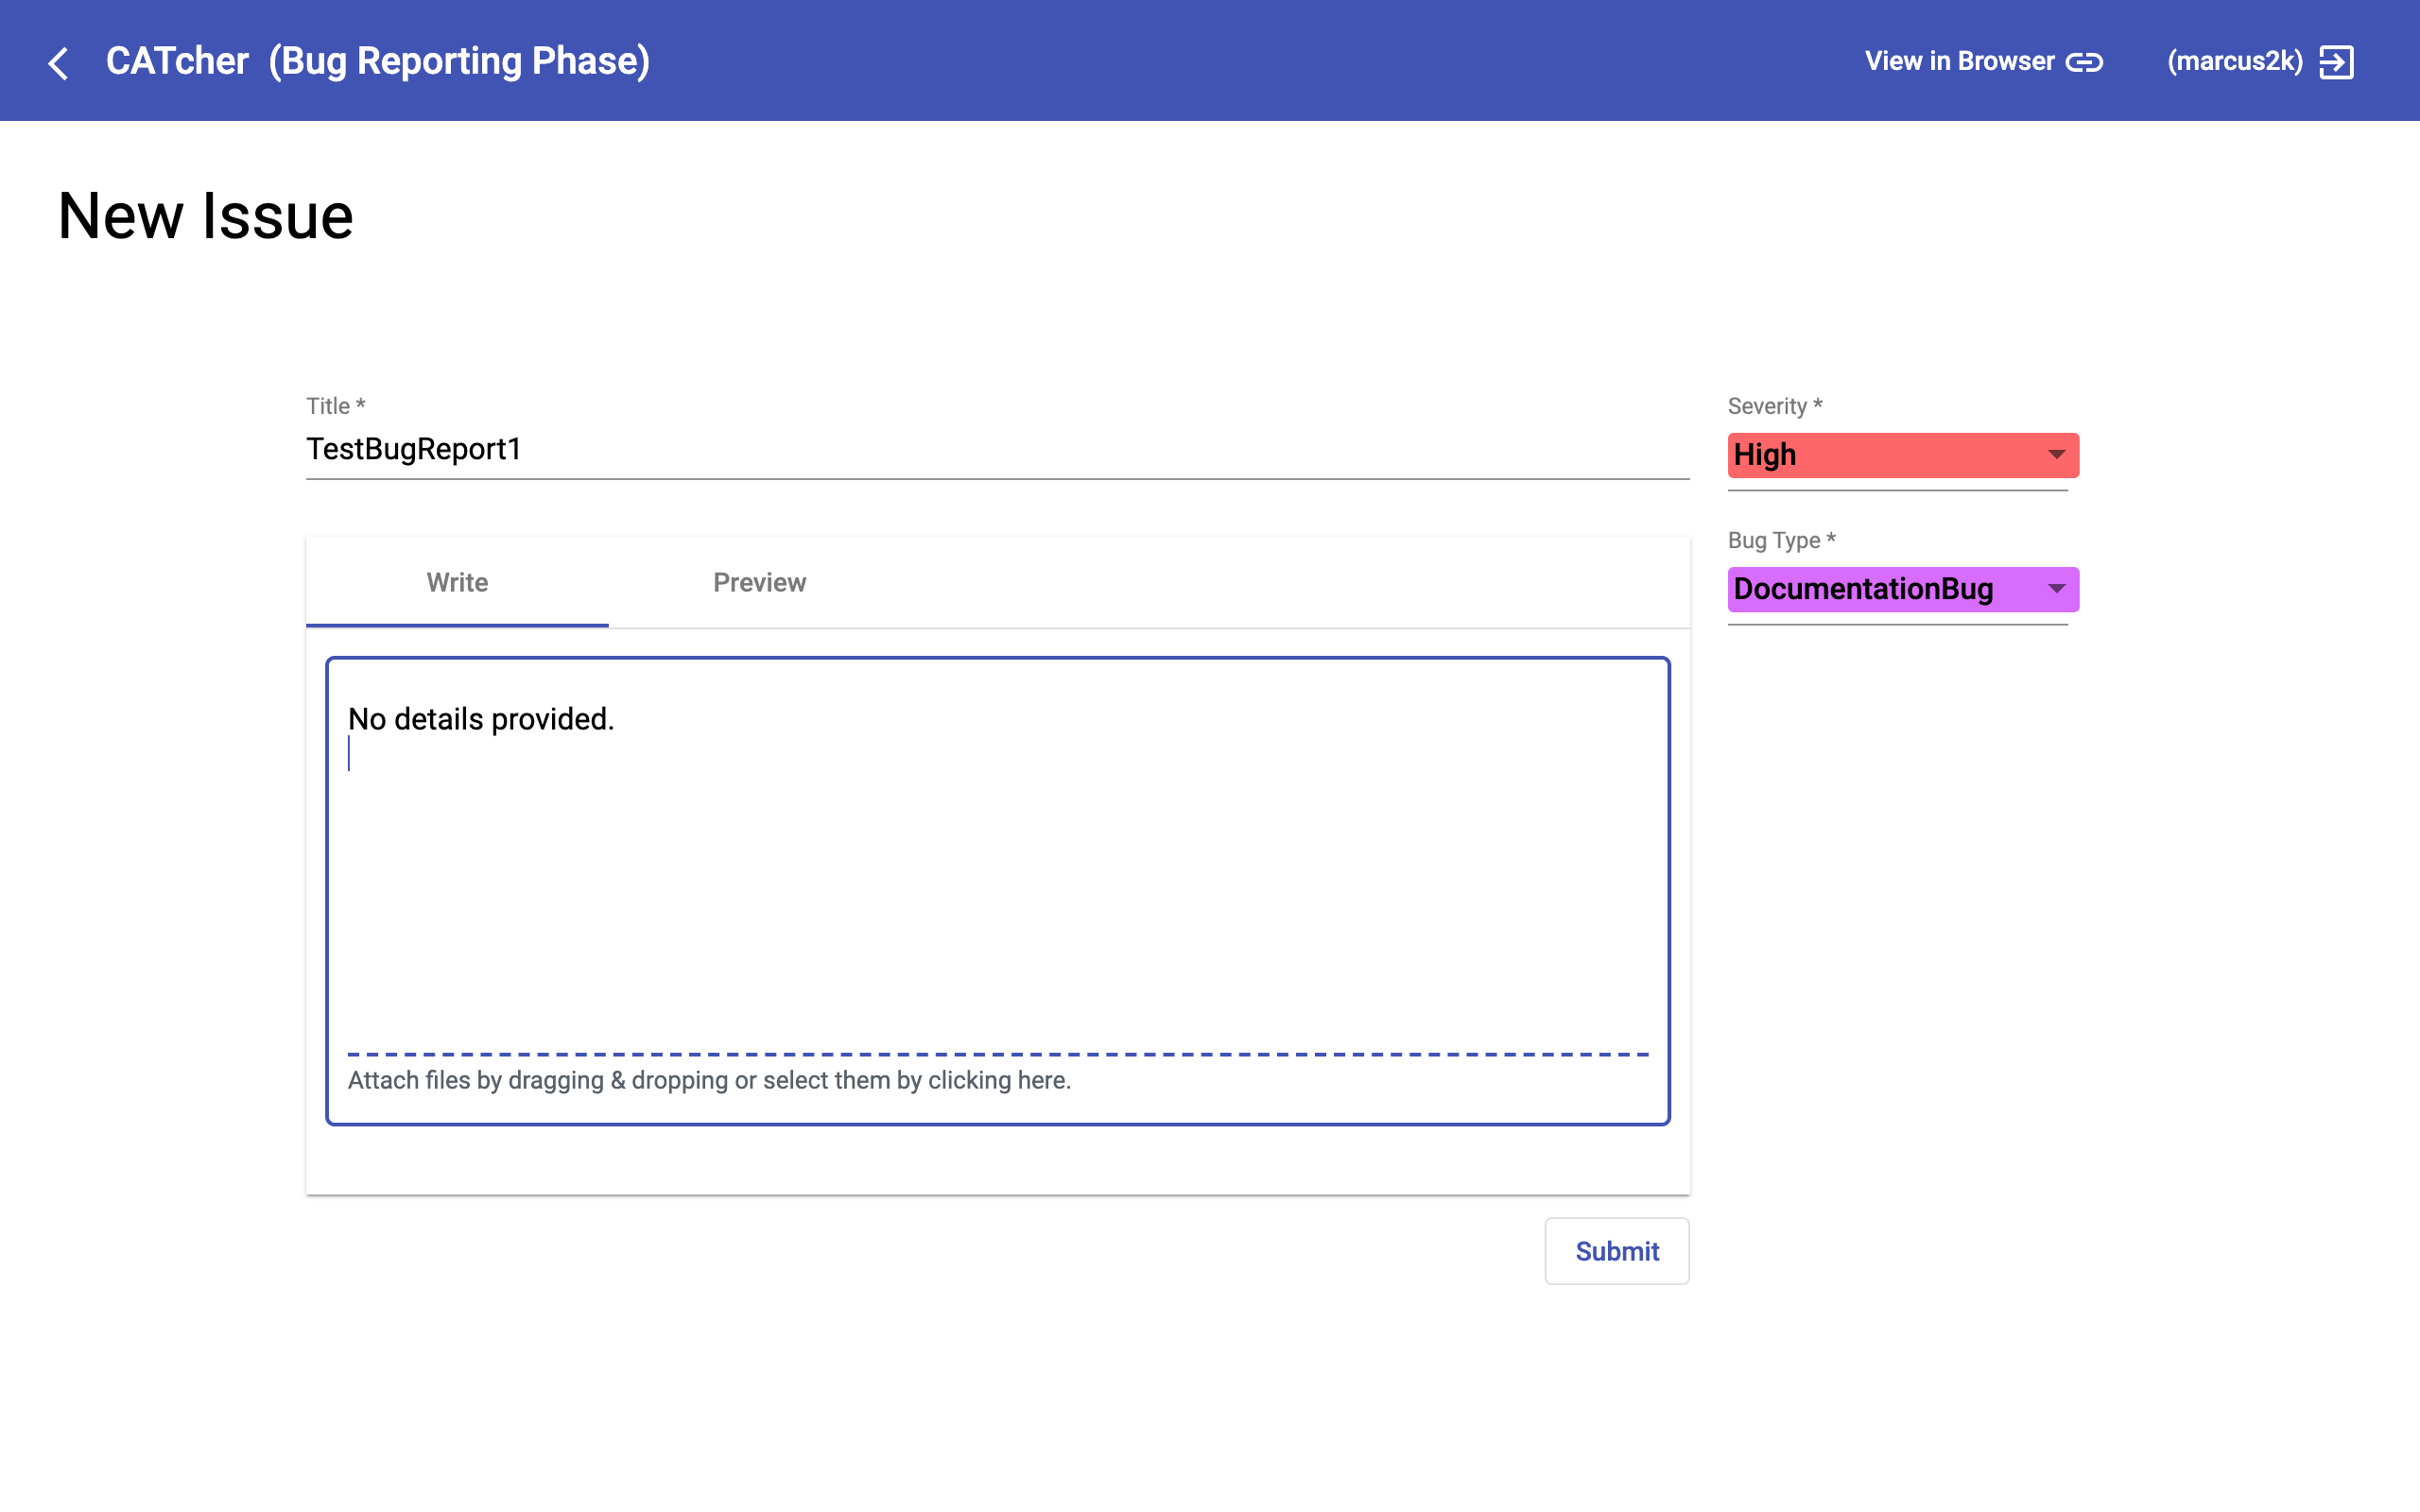 CATcher (Bug Reporting Phase)
View in Browser
(marcus2k)
New Issue
Title *
TestBugReport1
Severity *
High
Bug Type *
DocumentationBug
Write
Preview
No details provided.
Attach files by dragging & dropping or select them by clicking here.
Submit